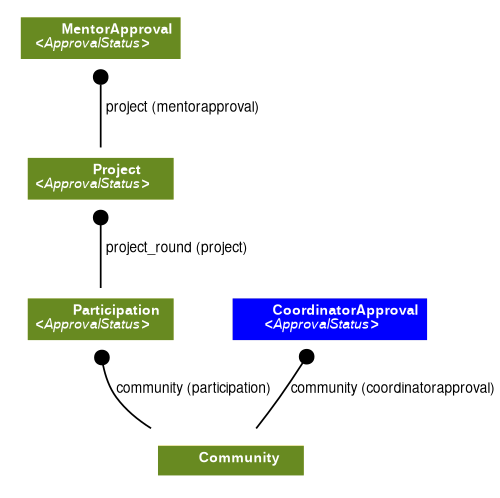 MentorApproval
<ApprovalStatus>
project (mentorapproval)
Project
<ApprovalStatus>
project_round (project)
Participation
<ApprovalStatus>
CoordinatorApproval
<ApprovalStatus>
community (participation)
community (coordinatorapproval)
Community